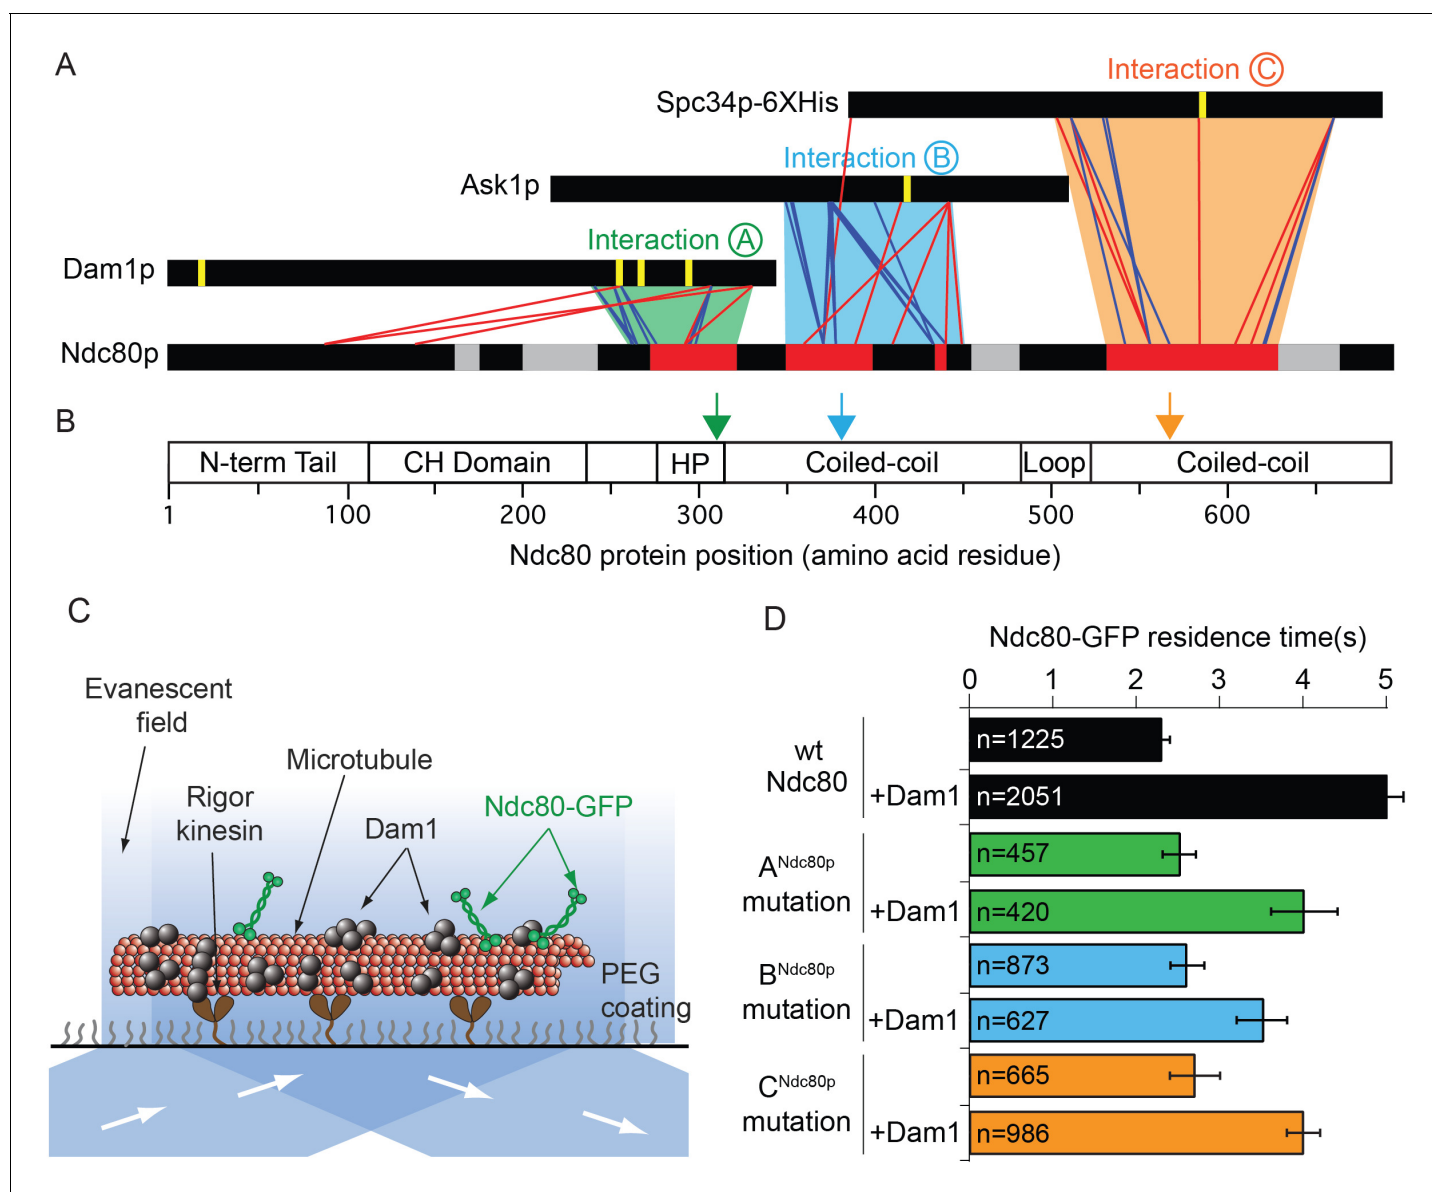 A
Interaction C
Spc34p-6XHis
Interaction B
Ask1p
Interaction A
Dam1p
Ndc80p
B
N-term Tail
CH Domain
HP
Coiled-coil
Loop
Coiled-coil
1
100
200
300
400
500
600
Ndc80 protein position (amino acid residue)
C
Evanescent
field
Microtubule
Rigor
kinesin
Dam1
Ndc80-GFP
PEG
coating
D
Ndc80-GFP residence time(s)
0 1 2 3 4 5
wt
Ndc80
n=1225
+Dam1
n=2051
A^Ndc80p
mutation
n=457
+Dam1
n=420
B^Ndc80p
mutation
n=873
+Dam1
n=627
C^Ndc80p
mutation
n=665
+Dam1
n=986